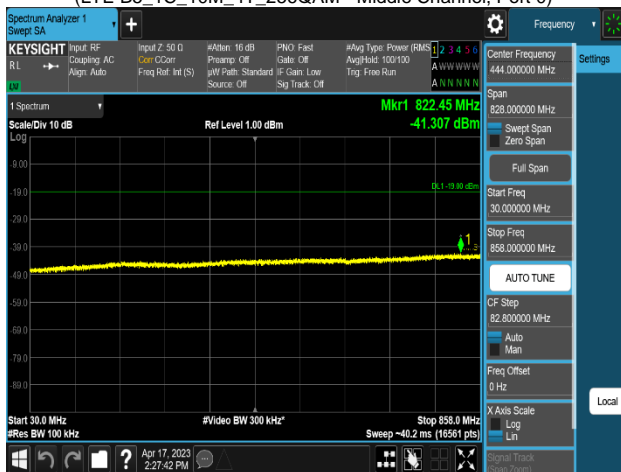 (LTE B5_1C_10M_1T_256QAM - Middle Channel, Port 0)
Spectrum Analyzer 1
Swept SA
Frequency
KEYSIGHT
RL
LW
Input: RF
Coupling: AC
Align: Auto
Input Z: 50 Ω
Corr CCorr
Freq Ref: Int (S)
#Atten: 16 dB
Preamp: Off
µW Path: Standard
Source: Off
PNO: Fast
Gate: Off
IF Gain: Low
Sig Track: Off
#Avg Type: Power (RMS
Avg|Hold: 100/100
Trig: Free Run
1 2 3 4 5 6
A W W W W W
A N N N N N
1 Spectrum
Scale/Div 10 dB
Log
Ref Level 1.00 dBm
Mkr1 822.45 MHz
-41.307 dBm
-9.00
-19.0
-29.0
-39.0
-49.0
-59.0
-69.0
-79.0
-89.0
DL1 -19.00 dBm
1
Start 30.0 MHz
#Res BW 100 kHz
#Video BW 300 kHz*
Stop 858.0 MHz
Sweep ~40.2 ms (16561 pts)
Center Frequency
444.000000 MHz
Settings
Span
828.000000 MHz
Swept Span
Zero Span
Full Span
Start Freq
30.000000 MHz
Stop Freq
858.000000 MHz
AUTO TUNE
CF Step
82.800000 MHz
Auto
Man
Freq Offset
0 Hz
X Axis Scale
Log
Lin
Local
Signal Track
(Span Zoom)
Apr 17, 2023
2:27:42 PM